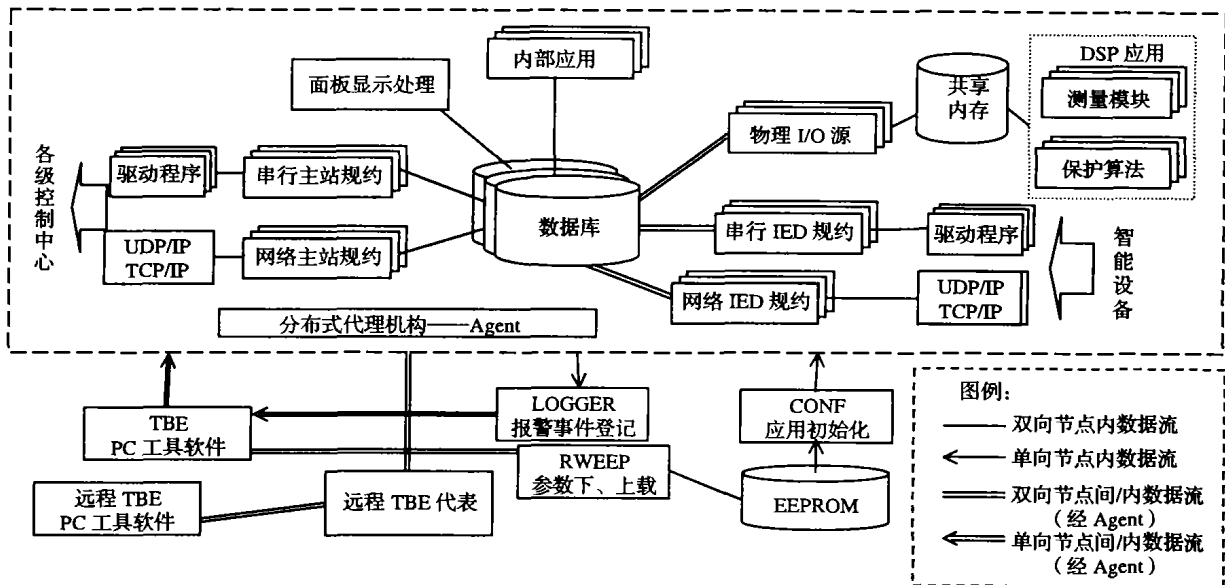 内部应用
面板显示处理
DSP 应用
测量模块
保护算法
共享
内存
物理 I/O 源
各级控制中心
驱动程序
串行主站规约
UDP/IP
TCP/IP
网络主站规约
数据库
串行 IED 规约
驱动程序
网络 IED 规约
UDP/IP
TCP/IP
智能设备
分布式代理机构——Agent
TBE
PC 工具软件
LOGGER
报警事件登记
RWEEP
参数下、上载
CONF
应用初始化
EEPROM
远程 TBE
PC 工具软件
远程 TBE 代表
图例：
双向节点内数据流
单向节点内数据流
双向节点间/内数据流
（经 Agent）
单向节点间/内数据流
（经 Agent）